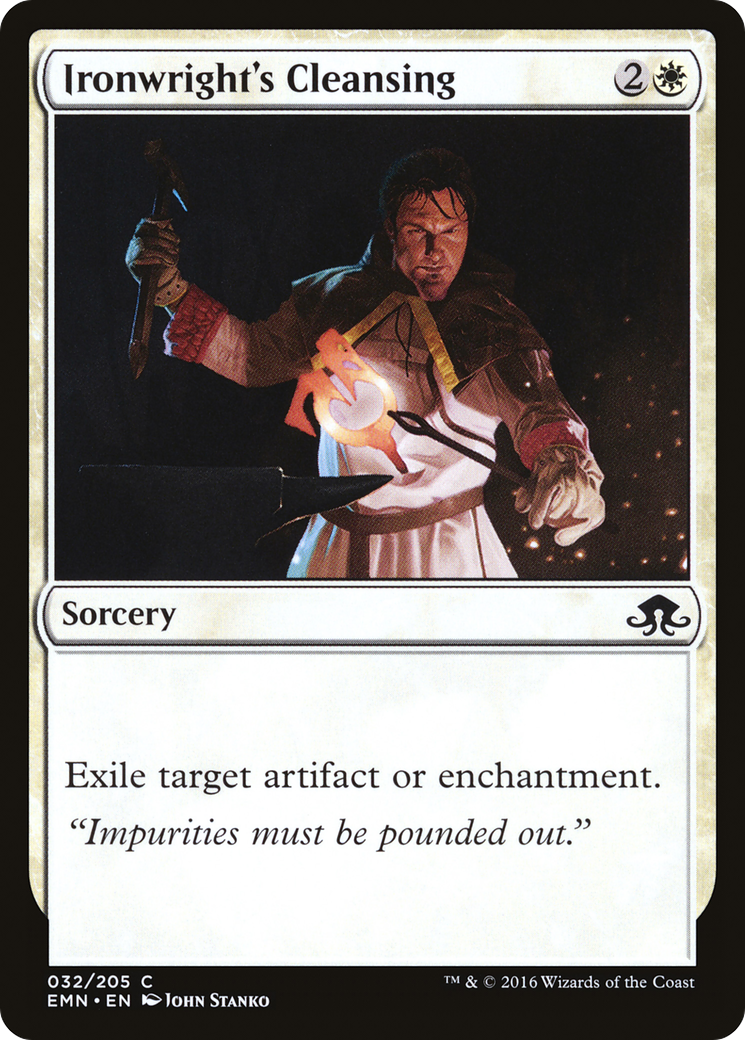 Ironwright's Cleansing 2
Sorcery
Exile target artifact or enchantment.
“Impurities must be pounded out.”
032/205 C
EMN • EN John Stanko
™ & © 2016 Wizards of the Coast